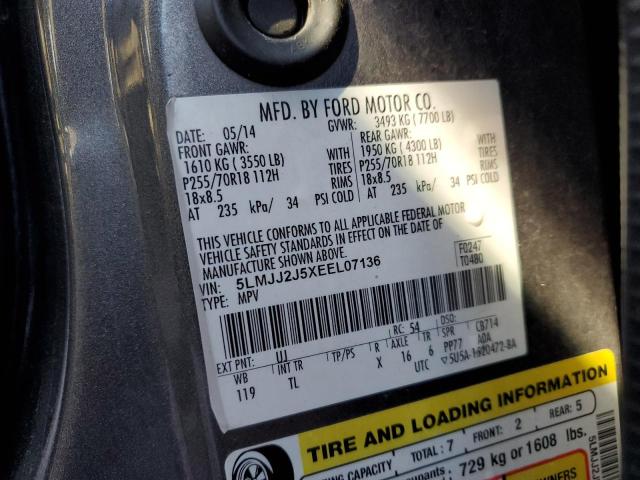 MFD. BY FORD MOTOR CO.
DATE: 05/14 GVWR: 3493 KG ( 7700 LB)
FRONT GAWR: REAR GAWR:
1610 KG ( 3550 LB) WITH 1950 KG ( 4300 LB) WITH
P255/70R18 112H TIRES P255/70R18 112H TIRES
18x8.5 RIMS 18x8.5 RIMS
AT 235 kPa/ 34 PSI COLD AT 235 kPa/ 34 PSI COLD
THIS VEHICLE CONFORMS TO ALL APPLICABLE FEDERAL MOTOR
VEHICLE SAFETY STANDARDS IN EFFECT ON THE DATE OF
MANUFACTURE SHOWN ABOVE.
VIN: 5LMJJ2J5XEEL07136 F0247
TYPE: MPV T0480
EXT PNT: UJ RC: 54 DSO:
WB INT TR TP/PS R AXLE TR SPR CB714
119 TL X 16 6 PP77 A0A
UTC
TIRE AND LOADING INFORMATION
SEATING CAPACITY TOTAL: 7 FRONT: 2 REAR: 5
729 kg or 1608 lbs.